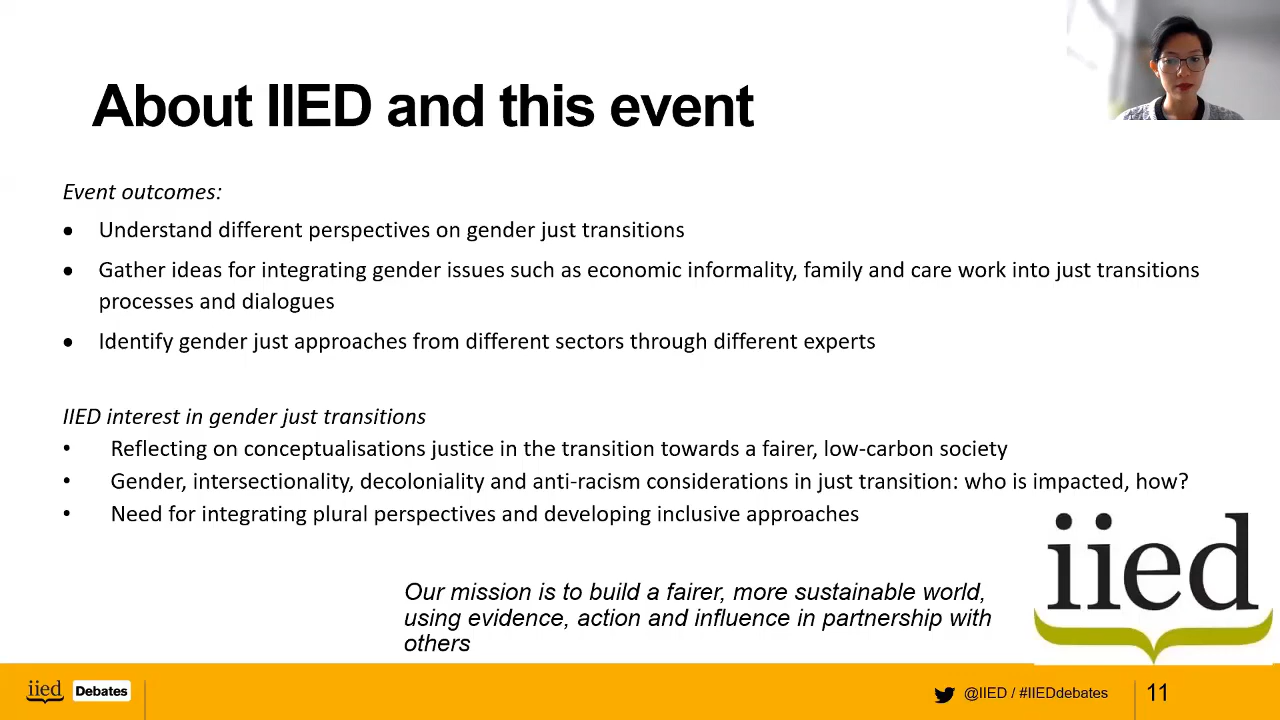 About IIED and this event
Event outcomes:
• Understand different perspectives on gender just transitions
• Gather ideas for integrating gender issues such as economic informality, family and care work into just transitions
processes and dialogues
• Identify gender just approaches from different sectors through different experts
IIED interest in gender just transitions
• Reflecting on conceptualisations justice in the transition towards a fairer, low-carbon society
• Gender, intersectionality, decoloniality and anti-racism considerations in just transition: who is impacted, how?
• Need for integrating plural perspectives and developing inclusive approaches
iied
Our mission is to build a fairer, more sustainable world,
using evidence, action and influence in partnership with
others
iied Debates
@IIED / #IIEDdebates
11